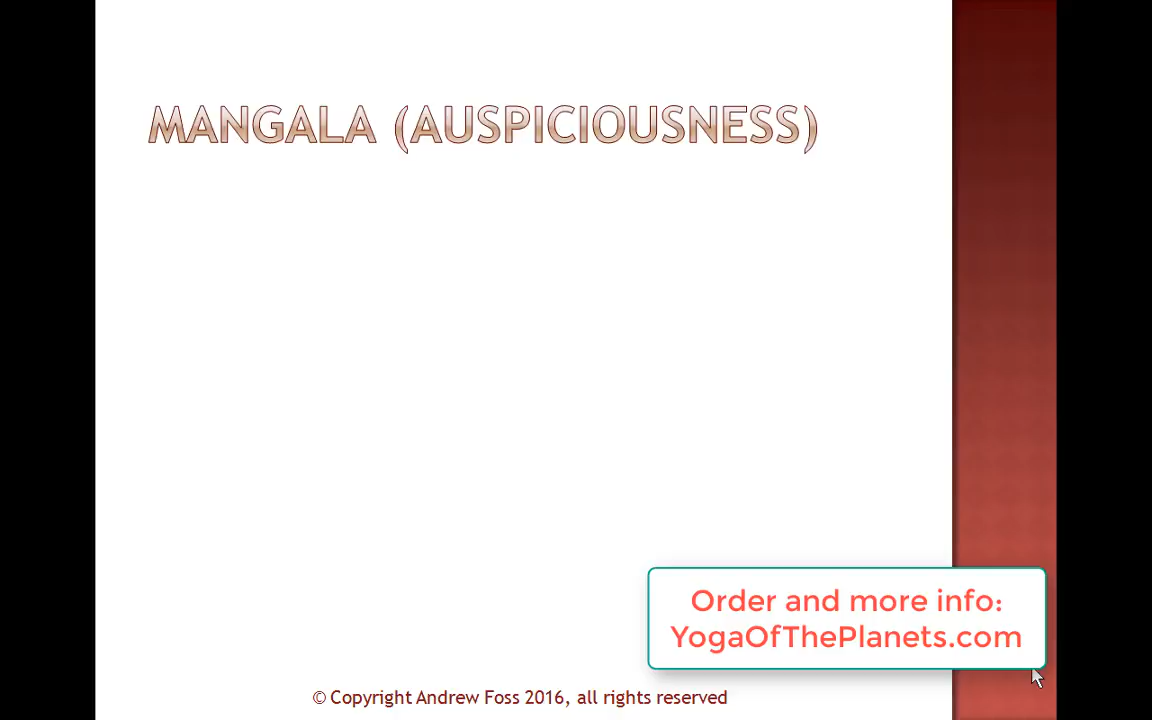 MANGALA (AUSPICIOUSNESS)
Order and more info:
YogaOfThePlanets.com
© Copyright Andrew Foss 2016, all rights reserved